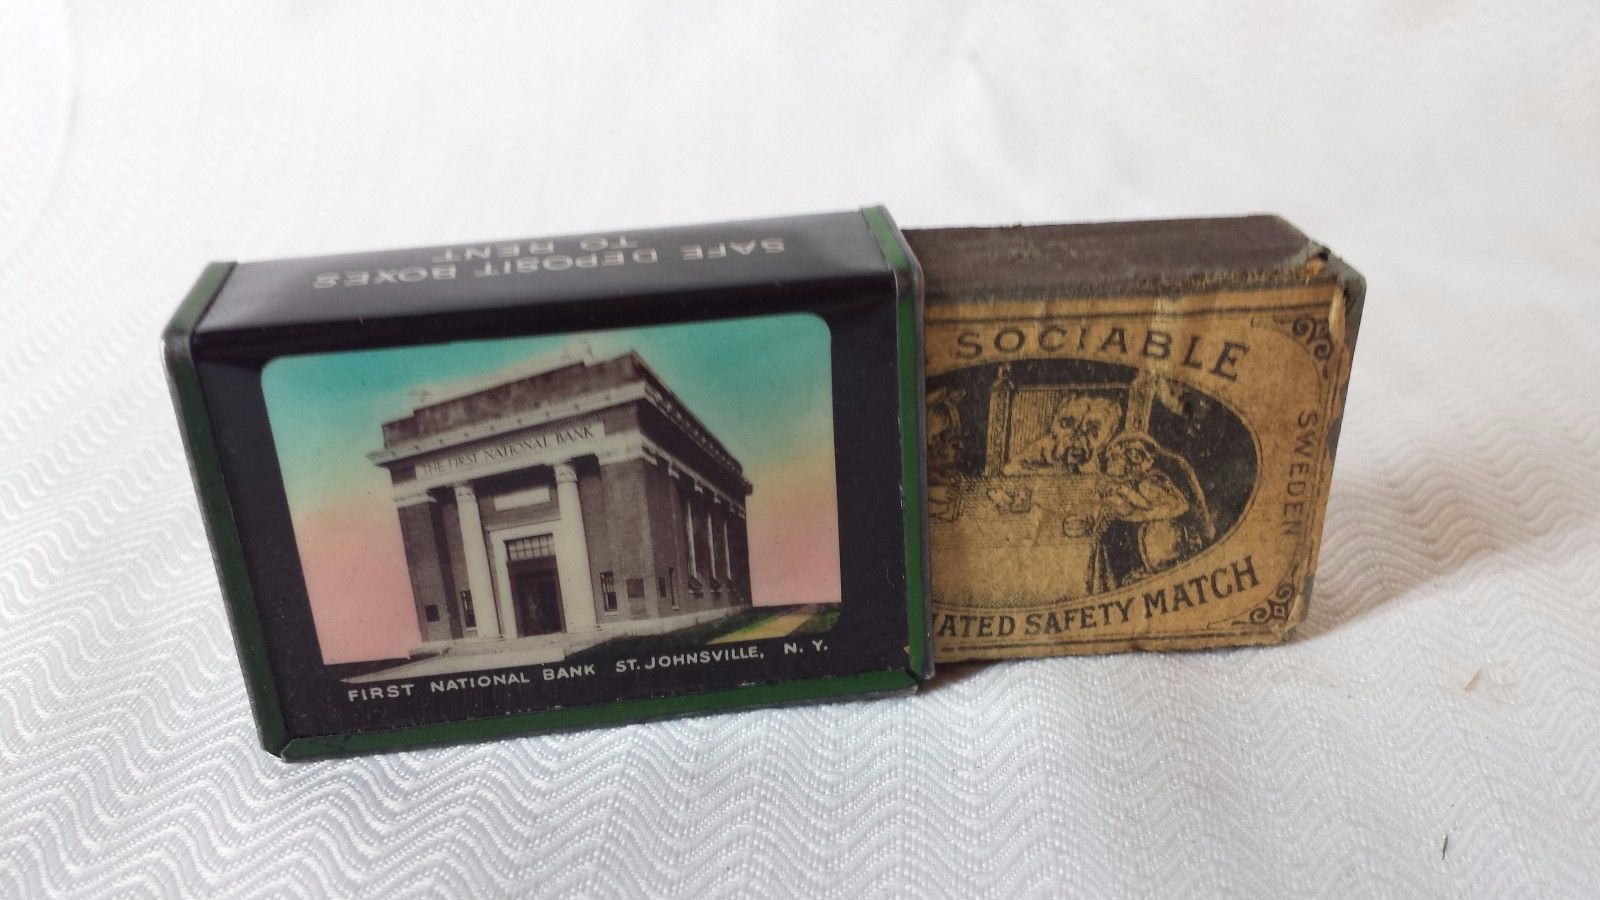 SAFE DEPOSIT BOXES
TO RENT
THE FIRST NATIONAL BANK
FIRST NATIONAL BANK ST. JOHNSVILLE, N. Y.
SOCIABLE
SWEDEN
SAFETY MATCH